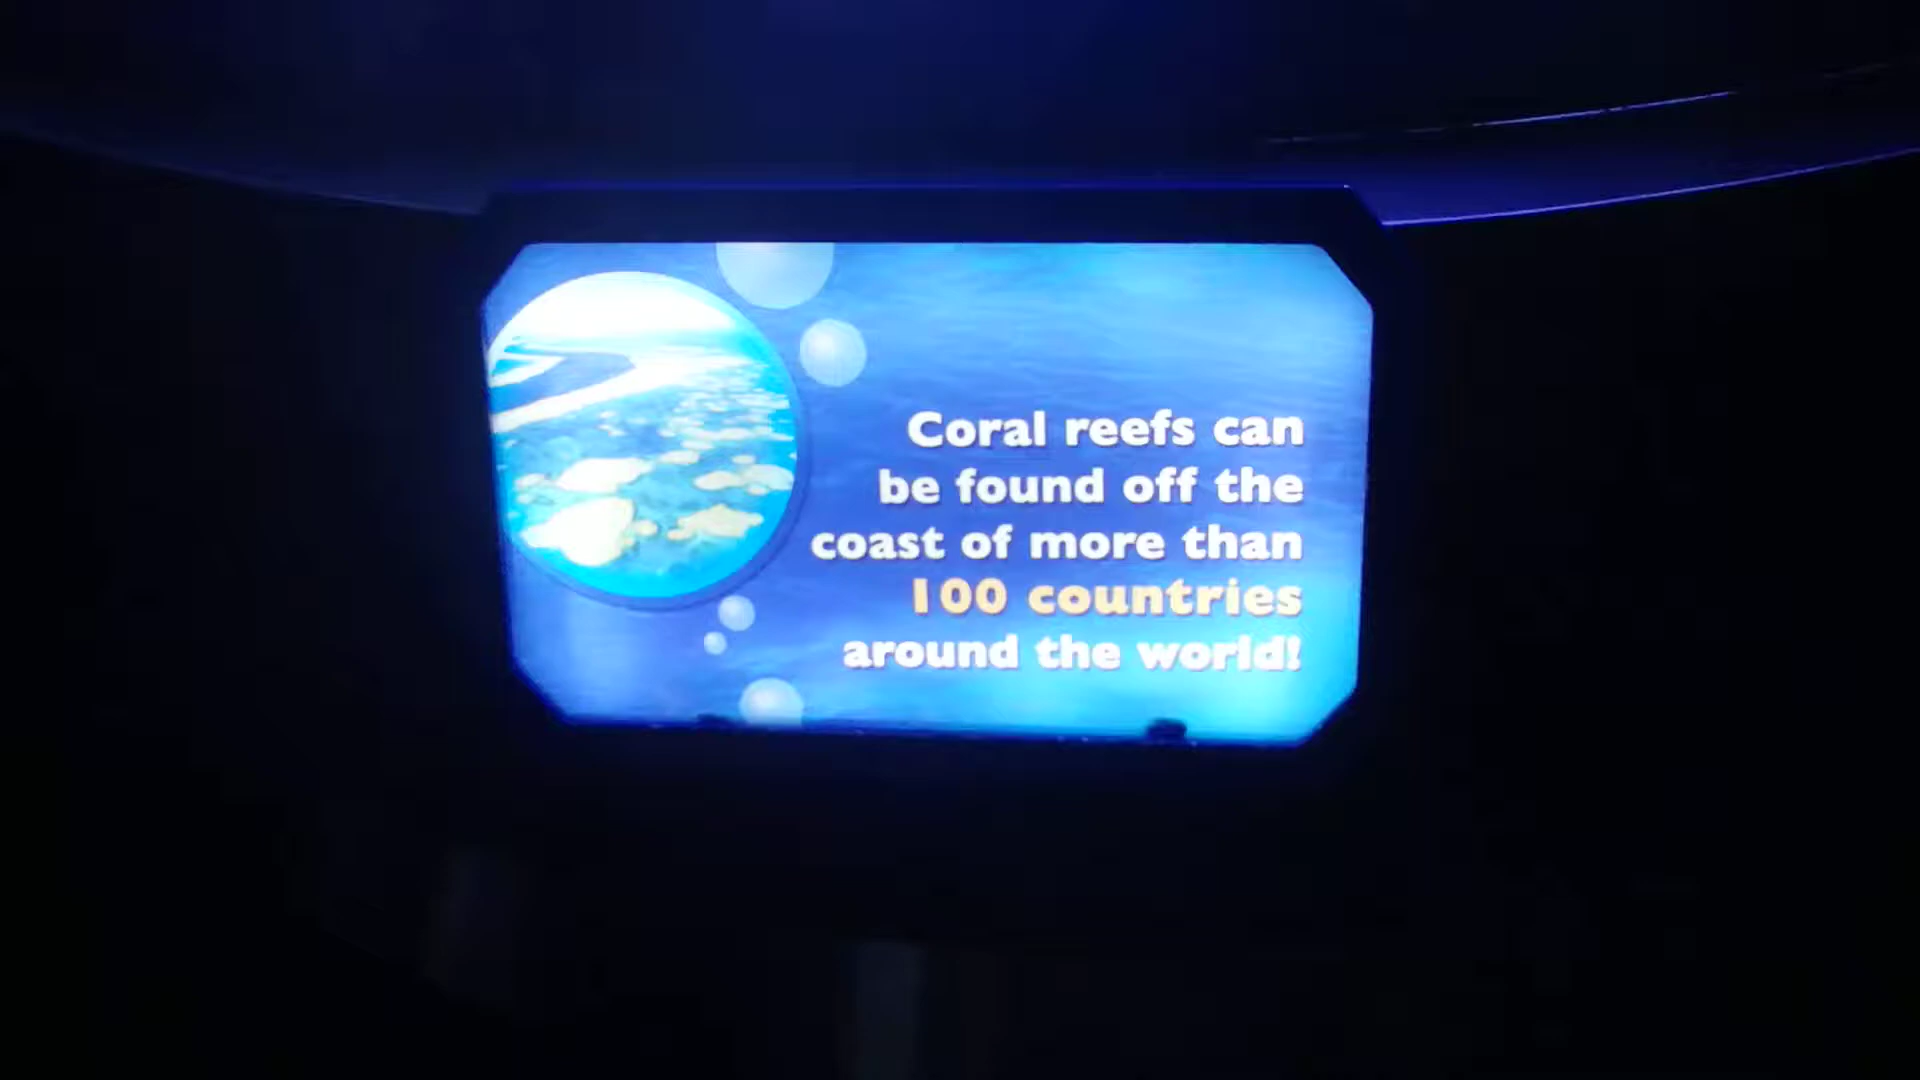 Coral reefs can
be found off the
coast of more than
100 countries
around the world!